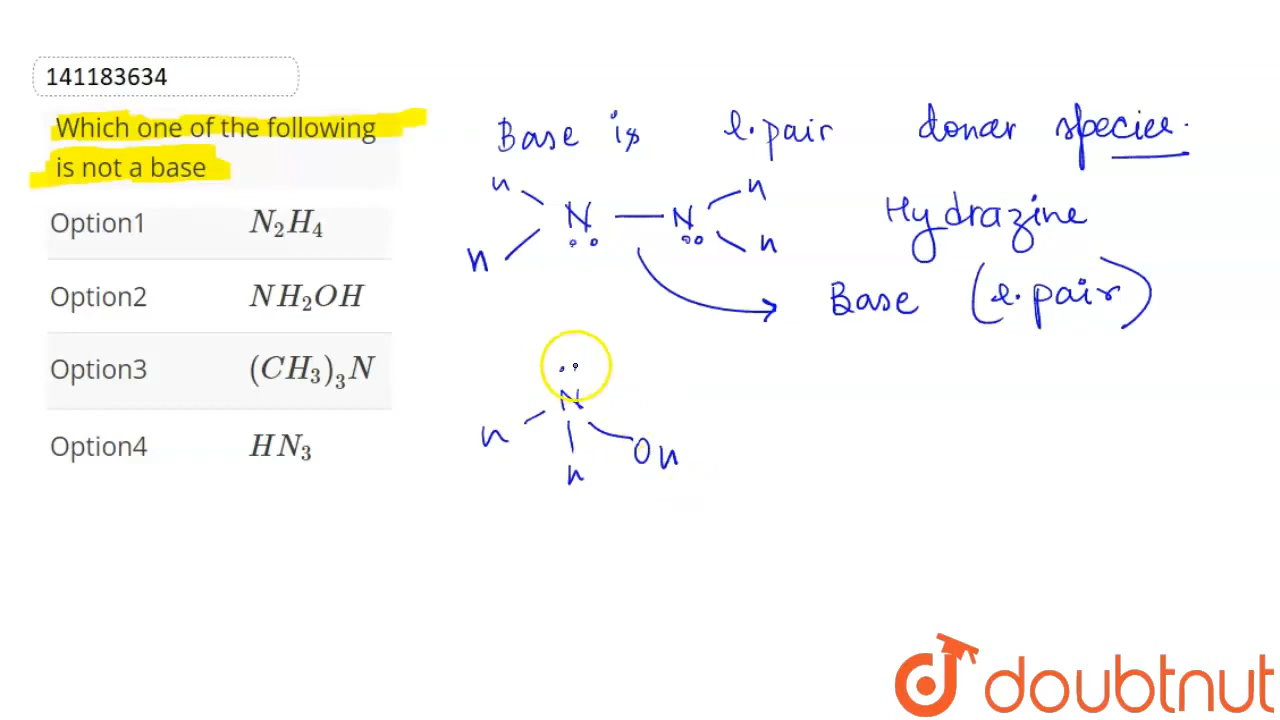 141183634
Which one of the following
is not a base
Option1 N2H4
Option2 NH2OH
Option3 (CH3)3N
Option4 HN3
Base is l.pair donar species.
H H
N — N Hydrazine
H H
Base (l.pair)
N
H OH
H
doubtnut